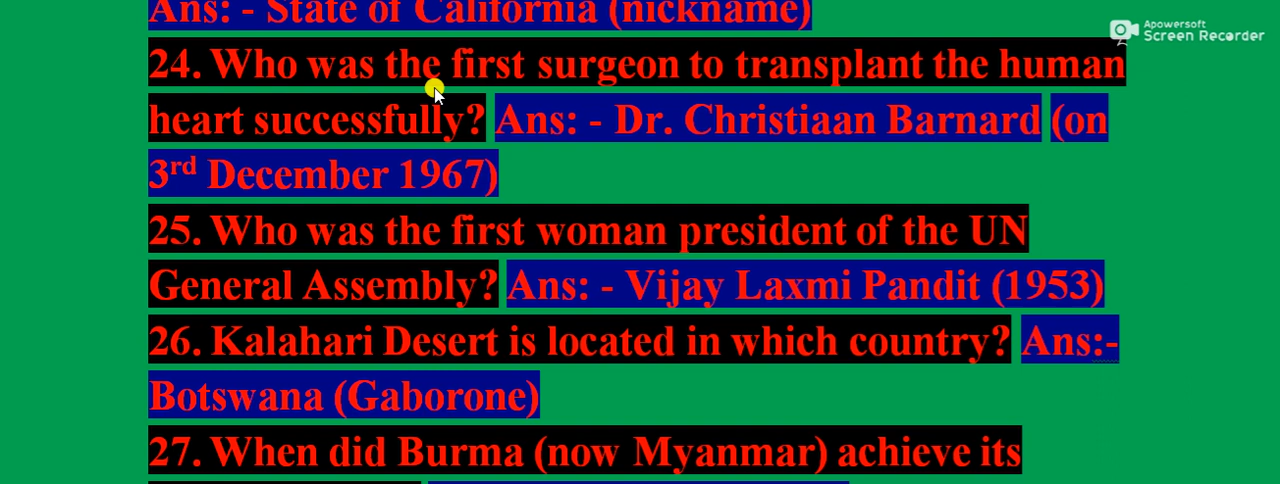 Ans: - State of California (nickname)
Apowersoft
Screen Recorder
24. Who was the first surgeon to transplant the human
heart successfully? Ans: - Dr. Christiaan Barnard (on
3rd December 1967)
25. Who was the first woman president of the UN
General Assembly? Ans: - Vijay Laxmi Pandit (1953)
26. Kalahari Desert is located in which country? Ans:-
Botswana (Gaborone)
27. When did Burma (now Myanmar) achieve its